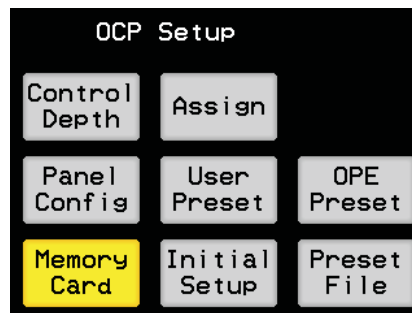 OCP Setup
Control
Depth
Assign
Panel
Config
User
Preset
OPE
Preset
Memory
Card
Initial
Setup
Preset
File